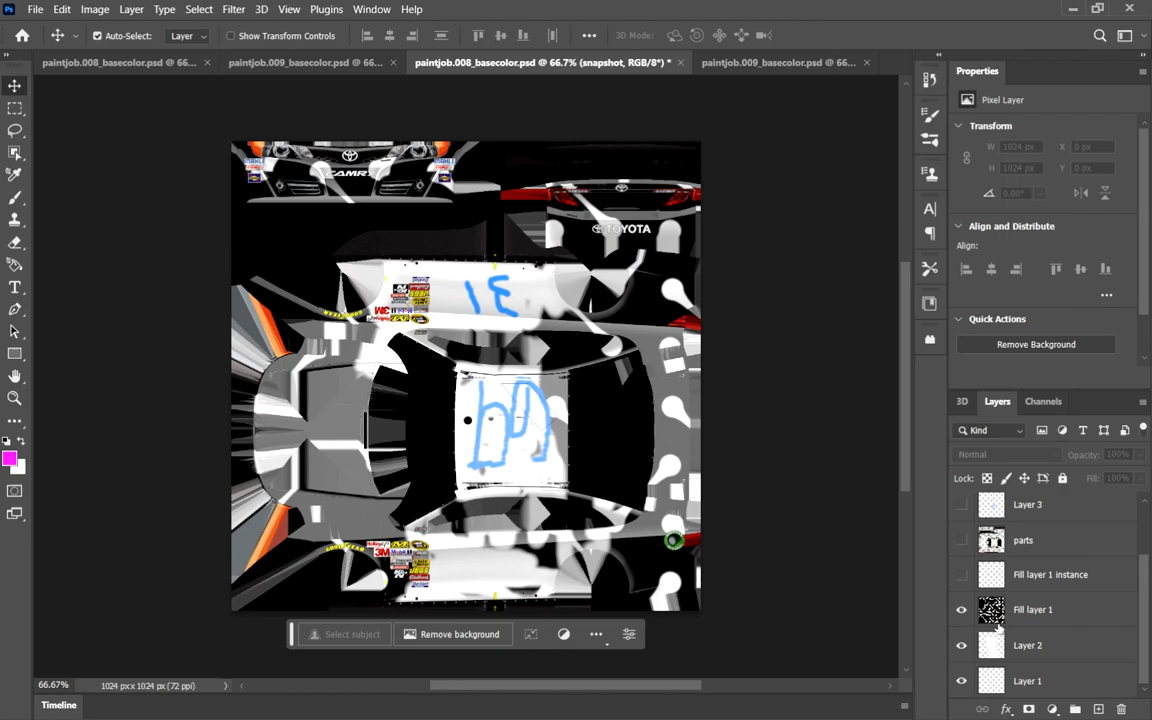 File Edit Image Layer Type Select Filter 3D View Plugins Window Help
Auto-Select: Layer Show Transform Controls 3D Mode:
paintjob.008_basecolor.psd @ 66.... × paintjob.009_basecolor.psd @ 66... × paintjob.008_basecolor.psd @ 66.7% (snapshot, RGB/8*) * × paintjob.009_basecolor.psd @ 66... ×
Properties
Pixel Layer
Transform
W 1024 px X 0 px
H 1024 px Y 0 px
0.00°
Align and Distribute
Align:
Quick Actions
Remove Background
3D Layers Channels
Kind
Normal Opacity: 100%
Lock: Fill: 100%
Layer 3
parts
Fill layer 1 instance
Fill layer 1
Layer 2
Layer 1
MAHLE
MAHLE
CAMRY
TOYOTA
3M
GOODYEAR
3M
Select subject Remove background
66.67% 1024 px x 1024 px (72 ppi)
Timeline